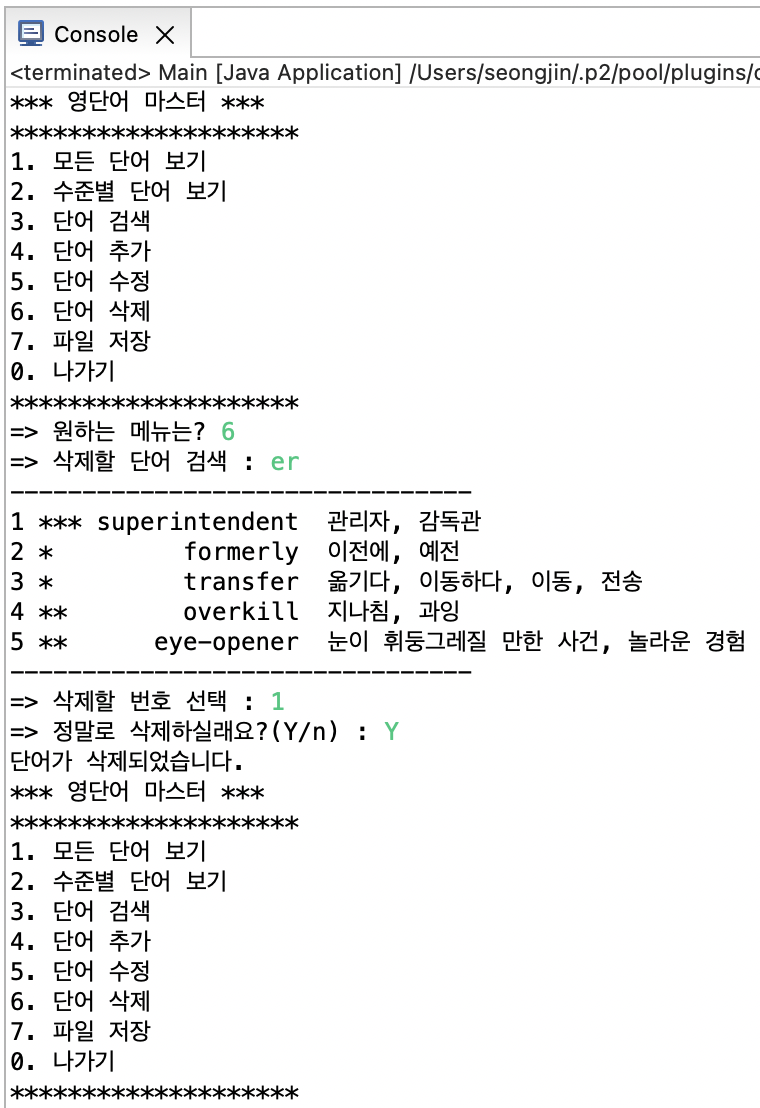 Console
<terminated> Main [Java Application] /Users/seongjin/.p2/pool/plugins/
*** 영단어 마스터 ***
********************
1. 모든 단어 보기
2. 수준별 단어 보기
3. 단어 검색
4. 단어 추가
5. 단어 수정
6. 단어 삭제
7. 파일 저장
0. 나가기
********************
=> 원하는 메뉴는? 6
=> 삭제할 단어 검색 : er
--------------------------------
1 *** superintendent  관리자, 감독관
2 *         formerly  이전에, 예전
3 *         transfer  옮기다, 이동하다, 이동, 전송
4 **        overkill  지나침, 과잉
5 **      eye-opener  눈이 휘둥그레질 만한 사건, 놀라운 경험
--------------------------------
=> 삭제할 번호 선택 : 1
=> 정말로 삭제하실래요?(Y/n) : Y
단어가 삭제되었습니다.
*** 영단어 마스터 ***
********************
1. 모든 단어 보기
2. 수준별 단어 보기
3. 단어 검색
4. 단어 추가
5. 단어 수정
6. 단어 삭제
7. 파일 저장
0. 나가기
********************